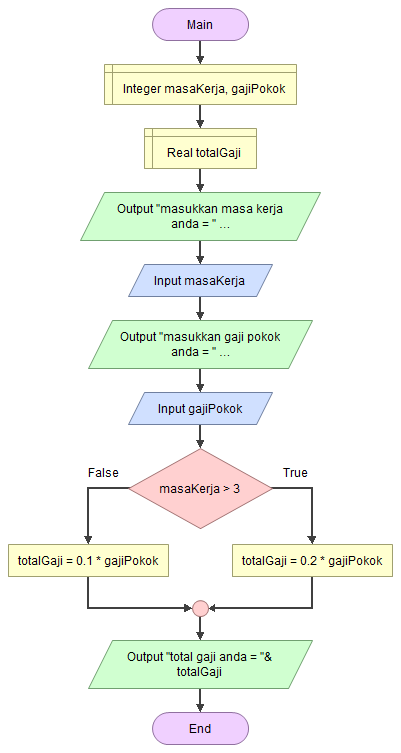 Main
Integer masaKerja, gajiPokok
Real totalGaji
Output "masukkan masa kerja
anda = " ...
Input masaKerja
Output "masukkan gaji pokok
anda = " ...
Input gajiPokok
False
True
masaKerja > 3
totalGaji = 0.1 * gajiPokok
totalGaji = 0.2 * gajiPokok
Output "total gaji anda = "&
totalGaji
End